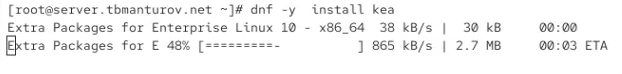 [root@server.tbmanturov.net ~]# dnf -y  install kea
Extra Packages for Enterprise Linux 10 - x86_64  38 kB/s |  30 kB     00:00
Extra Packages for E 48% [=========-          ] 865 kB/s | 2.7 MB     00:03 ETA